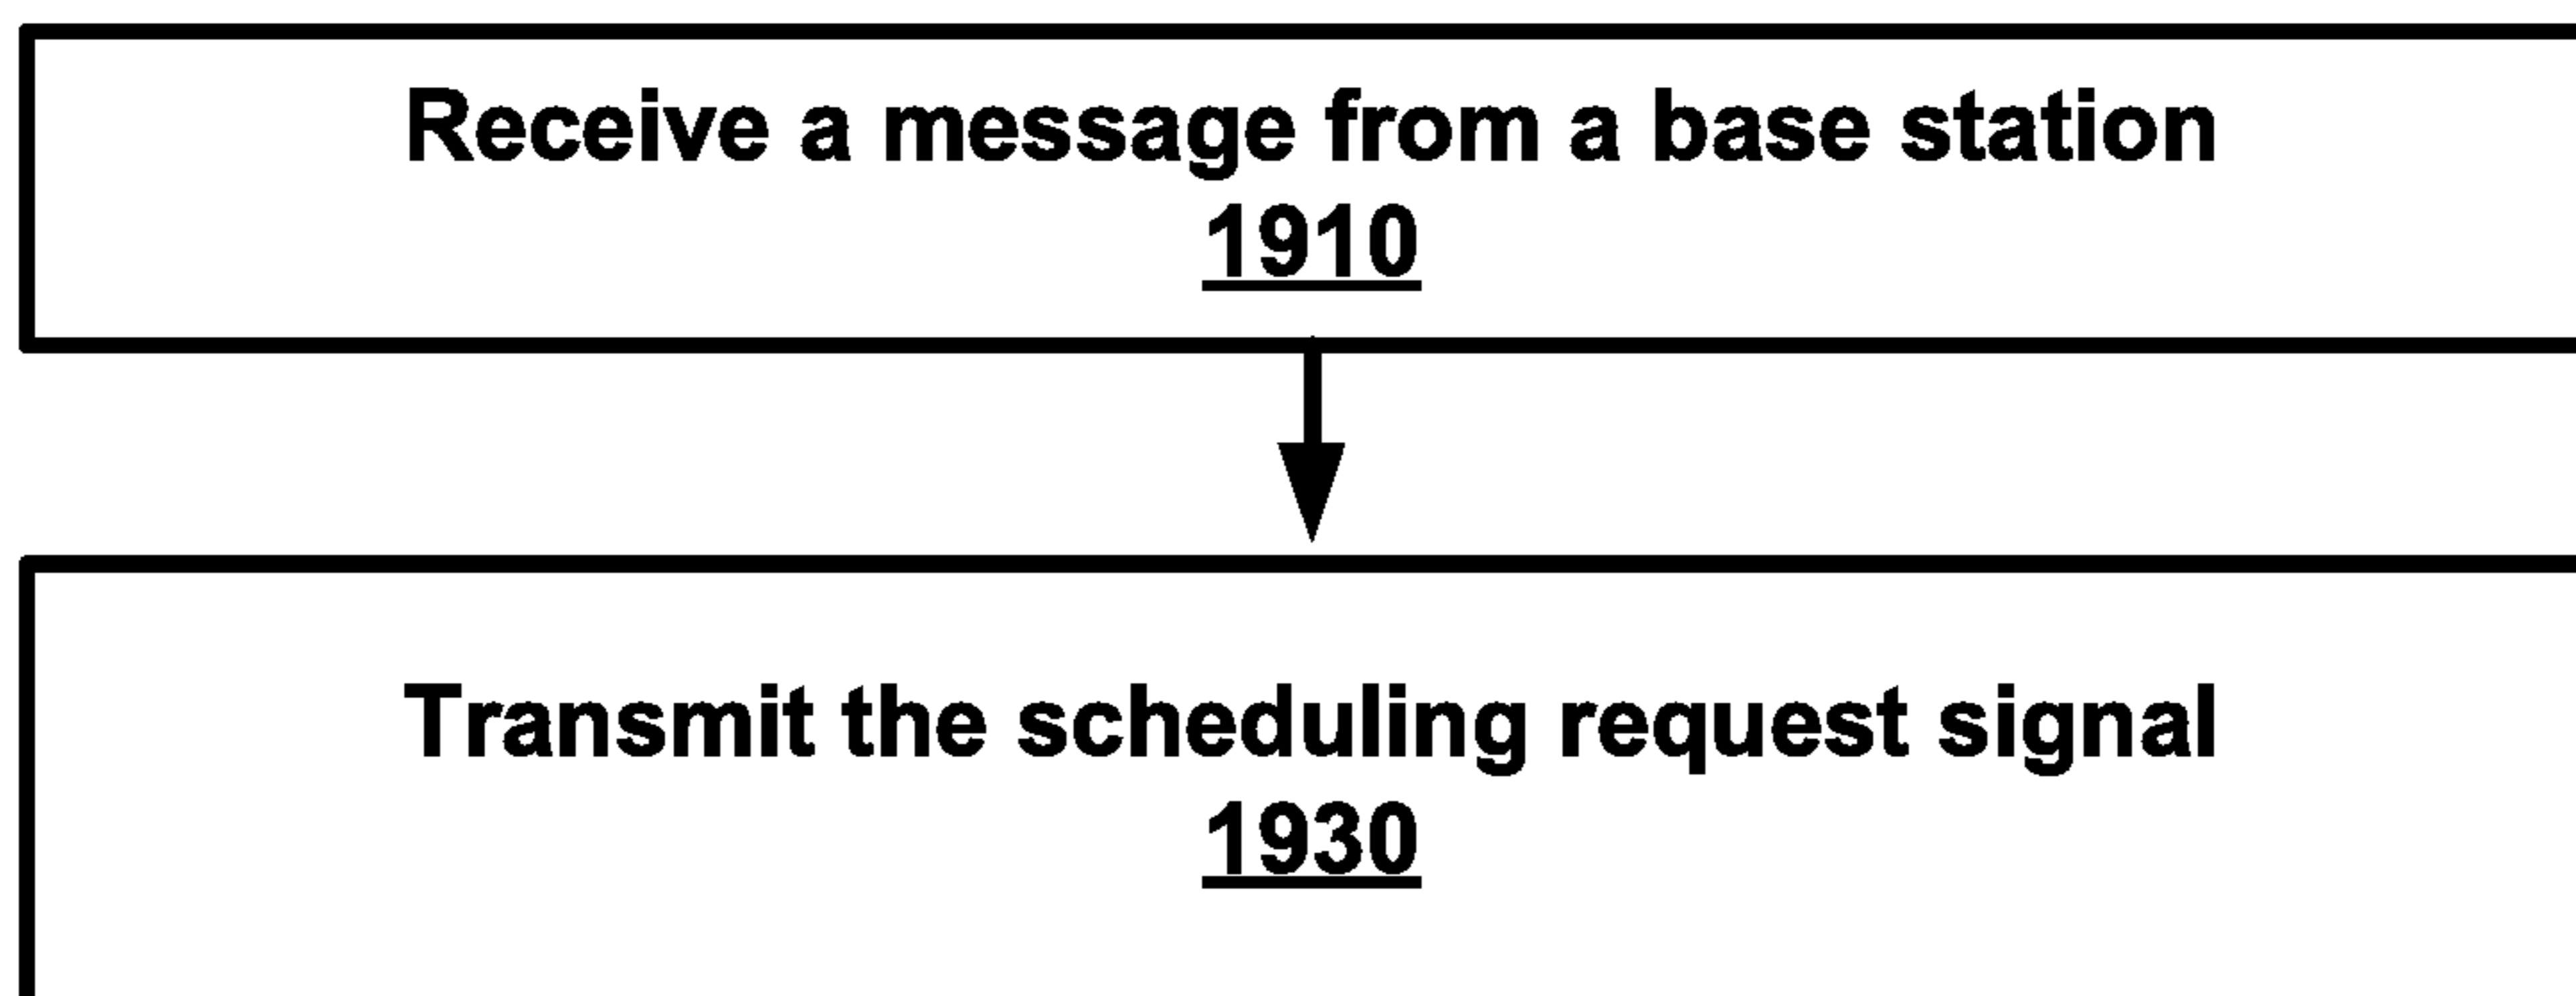 Receive a message from a base station
1910
Transmit the scheduling request signal
1930